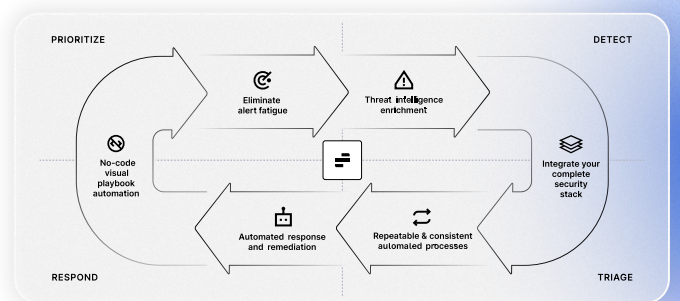 PRIORITIZE
DETECT
Eliminate
alert fatigue
Threat intelligence
enrichment
No-code
visual
playbook
automation
Integrate your
complete
security
stack
Automated response
and remediation
Repeatable & consistent
automated processes
RESPOND
TRIAGE